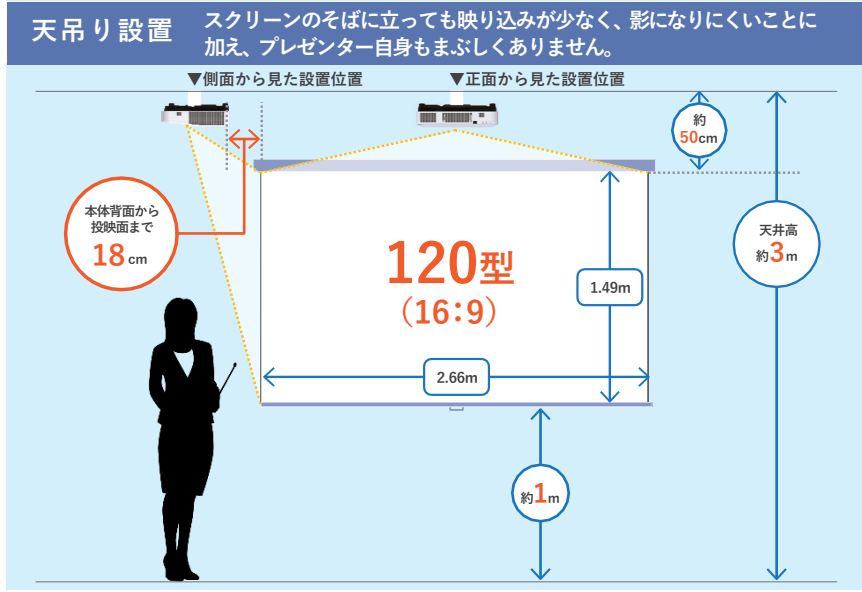 天吊り設置
スクリーンのそばに立っても映り込みが少なく、影になりにくいことに
加え、プレゼンター自身もまぶしくありません。
▼側面から見た設置位置
▼正面から見た設置位置
約
50cm
本体背面から
投映面まで
18cm
天井高
約3m
120型
（16：9）
1.49m
2.66m
約1m